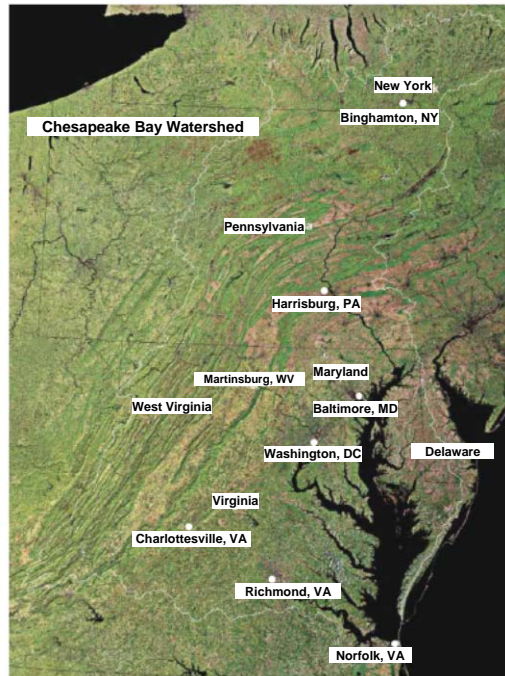 New York
Chesapeake Bay Watershed
Binghamton, NY
Pennsylvania
Harrisburg, PA
Maryland
Martinsburg, WV
West Virginia
Baltimore, MD
Washington, DC
Delaware
Virginia
Charlottesville, VA
Richmond, VA
Norfolk, VA